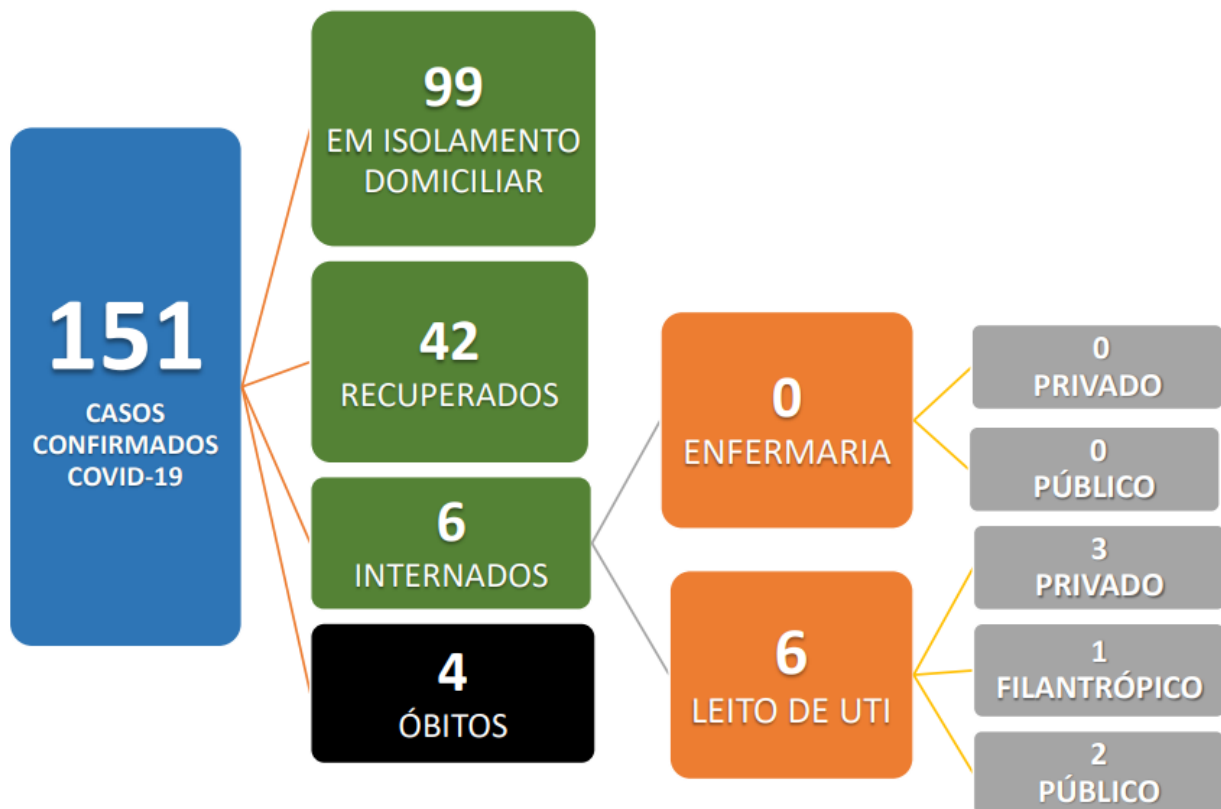 151
CASOS
CONFIRMADOS
COVID-19
99
EM ISOLAMENTO
DOMICILIAR
42
RECUPERADOS
6
INTERNADOS
4
ÓBITOS
0
ENFERMARIA
6
LEITO DE UTI
0
PRIVADO
0
PÚBLICO
3
PRIVADO
1
FILANTRÓPICO
2
PÚBLICO